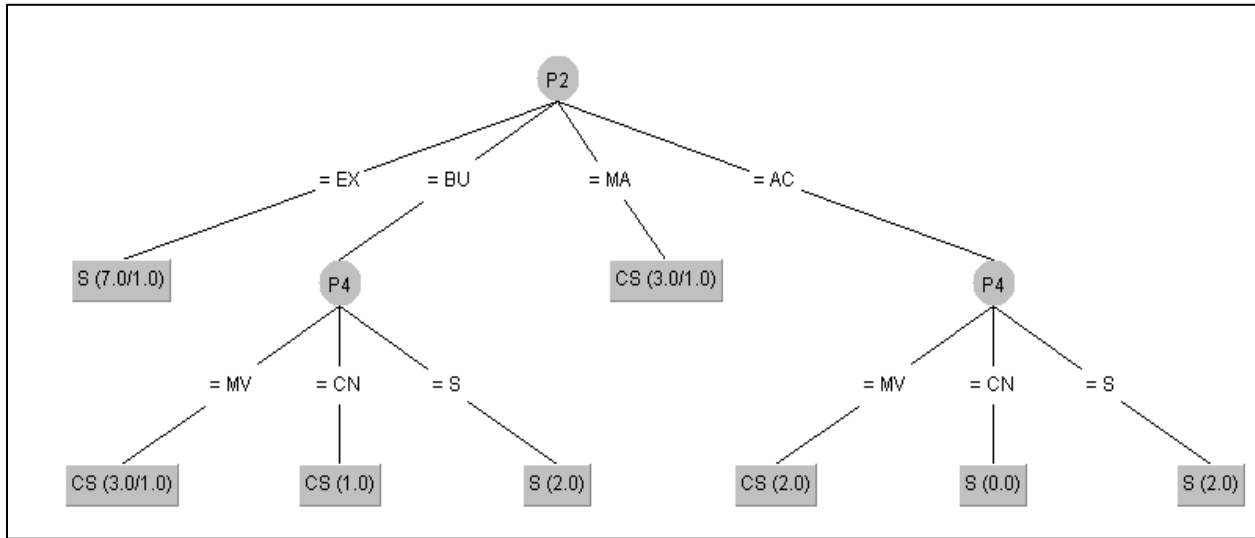 P2
= EX = BU = MA = AC
S (7.0/1.0) P4 CS (3.0/1.0) P4
= MV = CN = S = MV = CN = S
CS (3.0/1.0) CS (1.0) S (2.0) CS (2.0) S (0.0) S (2.0)